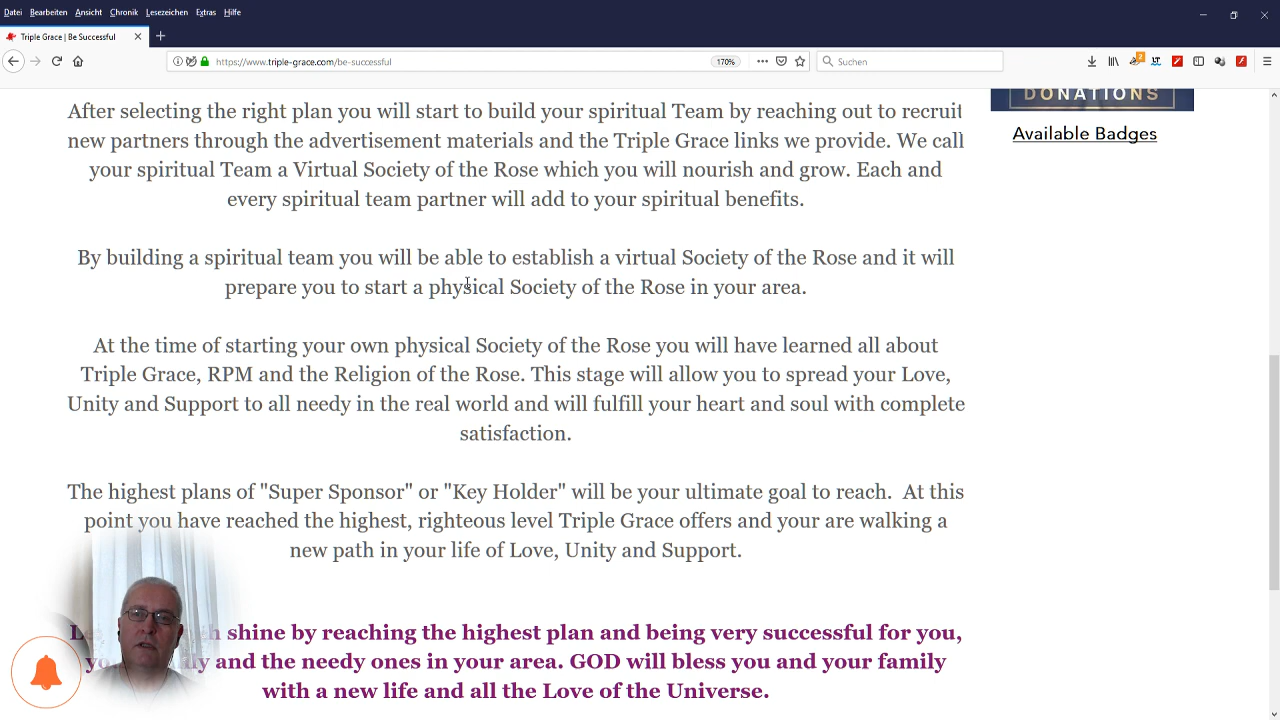 Datei Bearbeiten Ansicht Chronik Lesezeichen Extras Hilfe
Triple Grace | Be Successful
https://www.triple-grace.com/be-successful
170%
Suchen
2
DONATIONS
Available Badges
After selecting the right plan you will start to build your spiritual Team by reaching out to recruit
new partners through the advertisement materials and the Triple Grace links we provide. We call
your spiritual Team a Virtual Society of the Rose which you will nourish and grow. Each and
every spiritual team partner will add to your spiritual benefits.
By building a spiritual team you will be able to establish a virtual Society of the Rose and it will
prepare you to start a physical Society of the Rose in your area.
At the time of starting your own physical Society of the Rose you will have learned all about
Triple Grace, RPM and the Religion of the Rose. This stage will allow you to spread your Love,
Unity and Support to all needy in the real world and will fulfill your heart and soul with complete
satisfaction.
The highest plans of "Super Sponsor" or "Key Holder" will be your ultimate goal to reach. At this
point you have reached the highest, righteous level Triple Grace offers and your are walking a
new path in your life of Love, Unity and Support.
shine by reaching the highest plan and being very successful for you,
and the needy ones in your area. GOD will bless you and your family
with a new life and all the Love of the Universe.